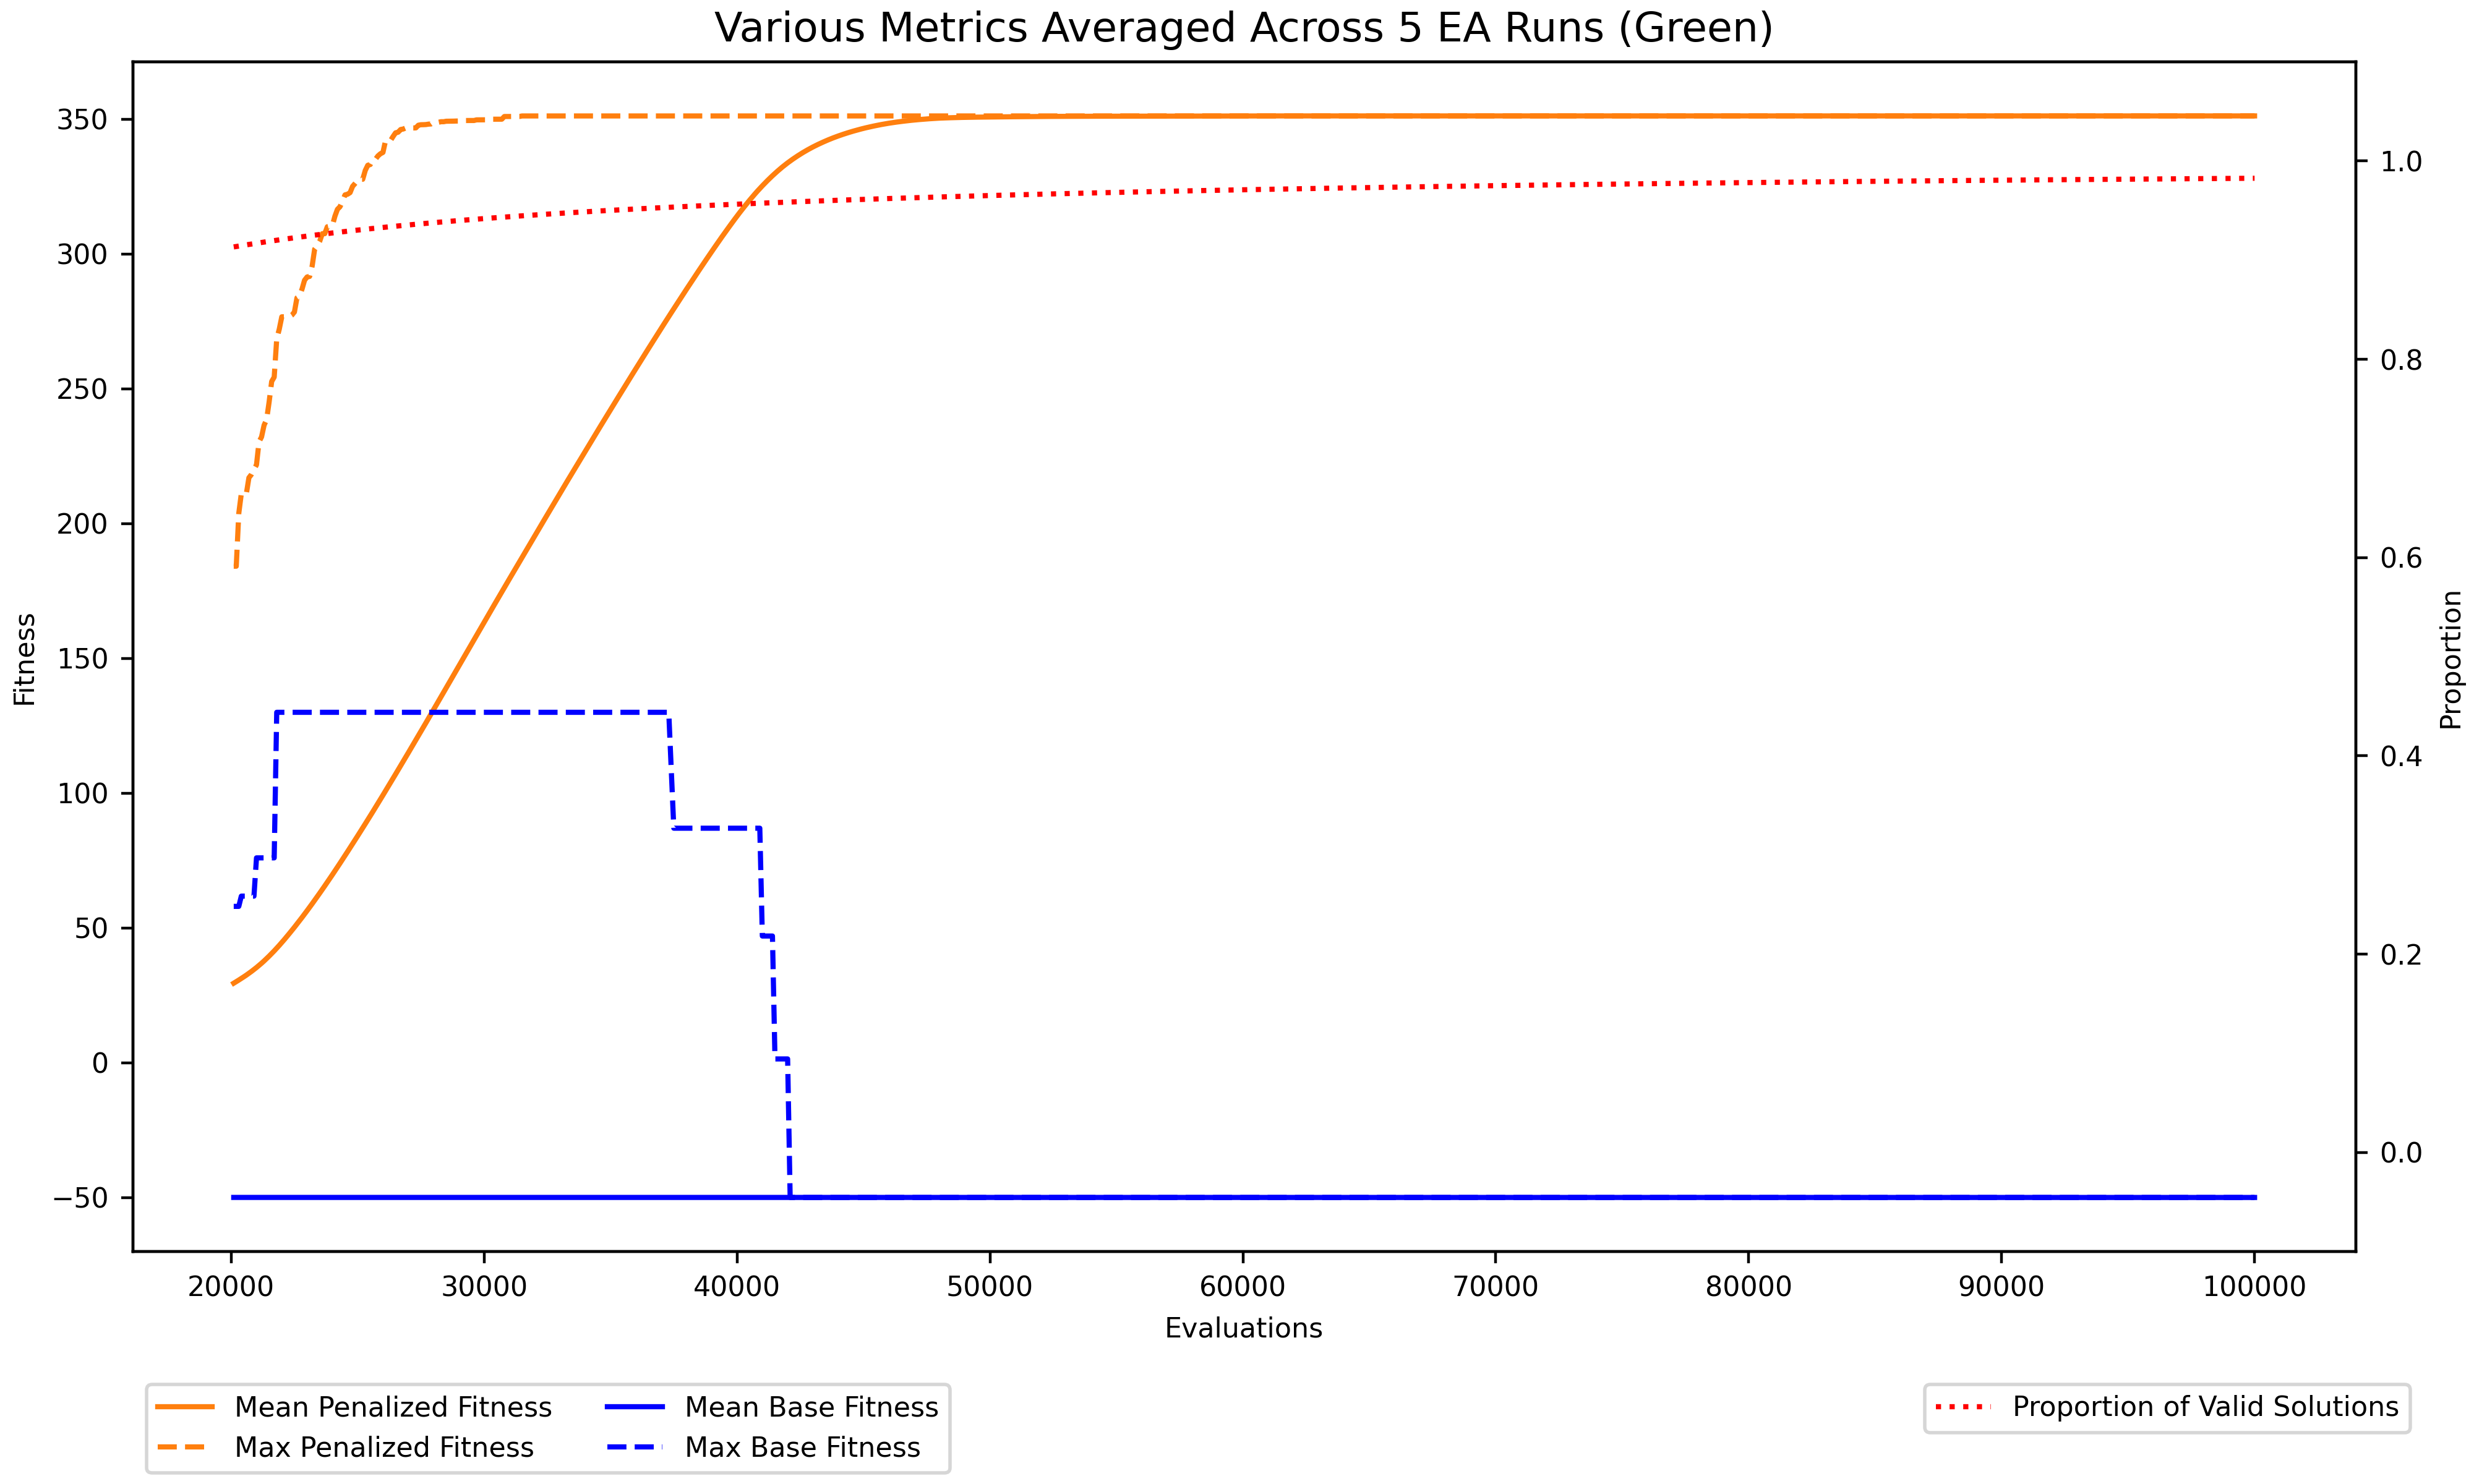 Various Metrics Averaged Across 5 EA Runs (Green)
350
300
250
200
150
100
50
0
−50
Fitness
1.0
0.8
0.6
0.4
0.2
0.0
Proportion
20000 30000 40000 50000 60000 70000 80000 90000 100000
Evaluations
Mean Penalized Fitness Mean Base Fitness
Max Penalized Fitness Max Base Fitness
Proportion of Valid Solutions